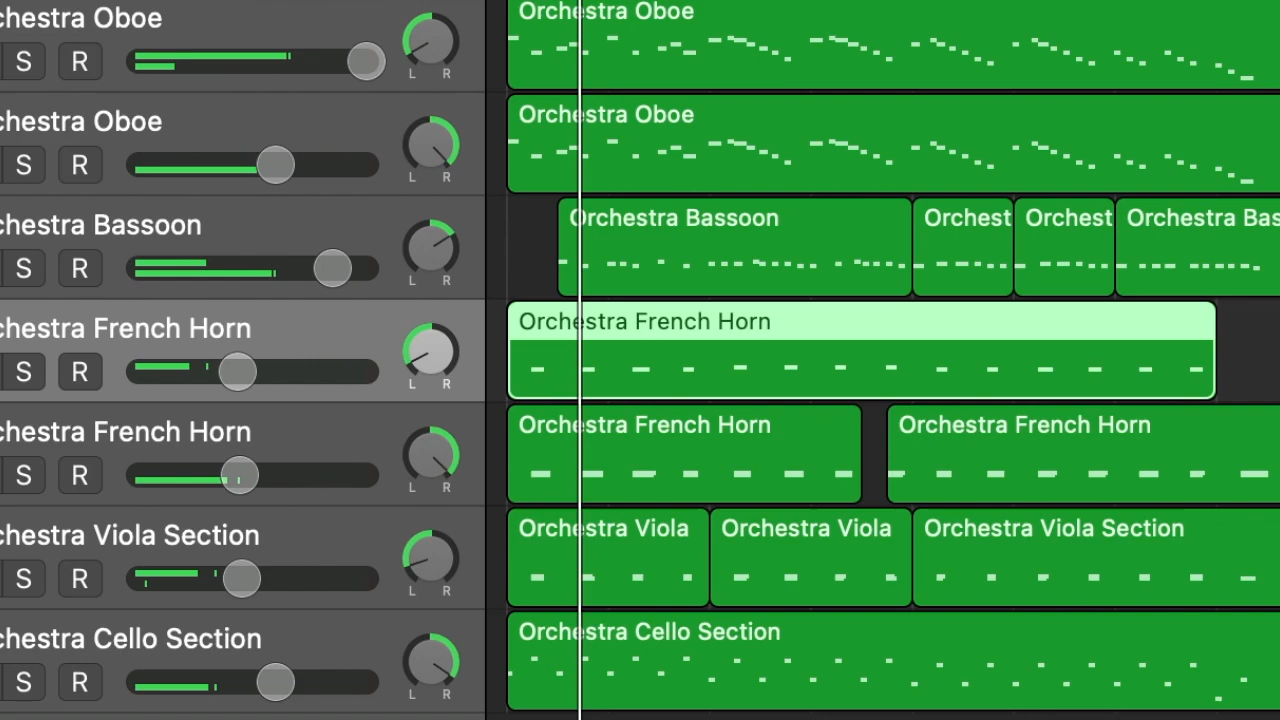 chestra Oboe
S R
L R
Orchestra Oboe
chestra Oboe
S R
L R
Orchestra Oboe
chestra Bassoon
S R
L R
Orchestra Bassoon
Orchest
Orchest
Orchestra Bas
chestra French Horn
S R
L R
Orchestra French Horn
chestra French Horn
S R
L R
Orchestra French Horn
Orchestra French Horn
chestra Viola Section
S R
L R
Orchestra Viola
Orchestra Viola
Orchestra Viola Section
chestra Cello Section
S R
L R
Orchestra Cello Section